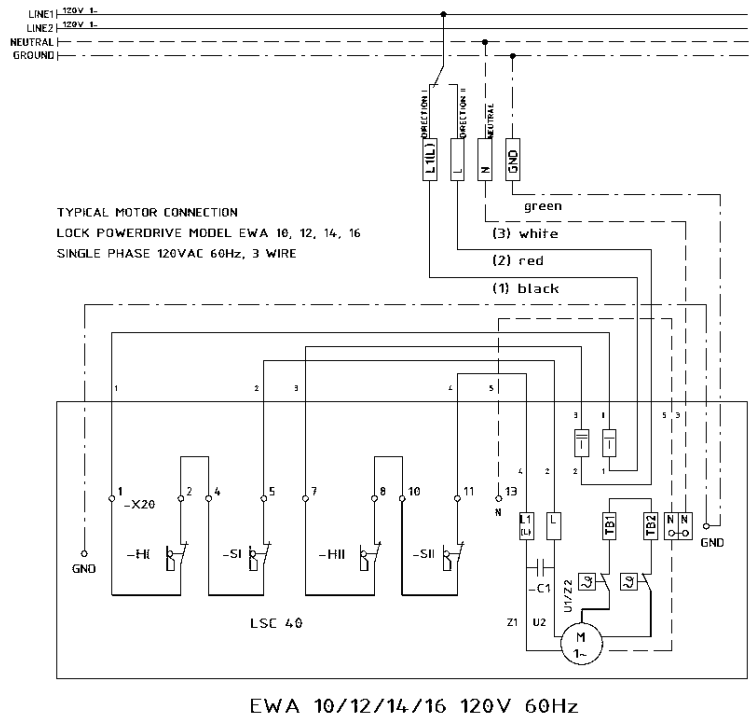 LINE1 120V 1~
LINE2 120V 1~
NEUTRAL
GROUND
DIRECTION I
DIRECTION II
NEUTRAL
L1(L)
L
N
GND
TYPICAL MOTOR CONNECTION
LOCK POWERDRIVE MODEL EWA 10, 12, 14, 16
SINGLE PHASE 120VAC 60Hz, 3 WIRE
green
(3) white
(2) red
(1) black
1 2 3 4 5
3 1 5 3
II I
4 2 2 1
1 2 4 5 7 8 10 11 13
-X20
N
L1 (L)
L
TB1
TB2
N N
GND
GND
-HI
-SI
-HII
-SII
-C1
U1/Z2
LSC 40
Z1 U2
M
1~
EWA 10/12/14/16 120V 60Hz